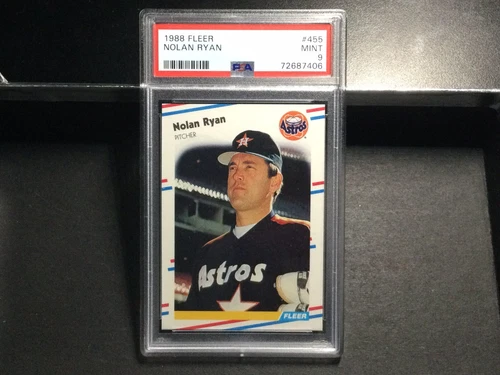 1988 FLEER #455
NOLAN RYAN MINT
9
PSA 72687406
Nolan Ryan
PITCHER
Astros
Astros
FLEER